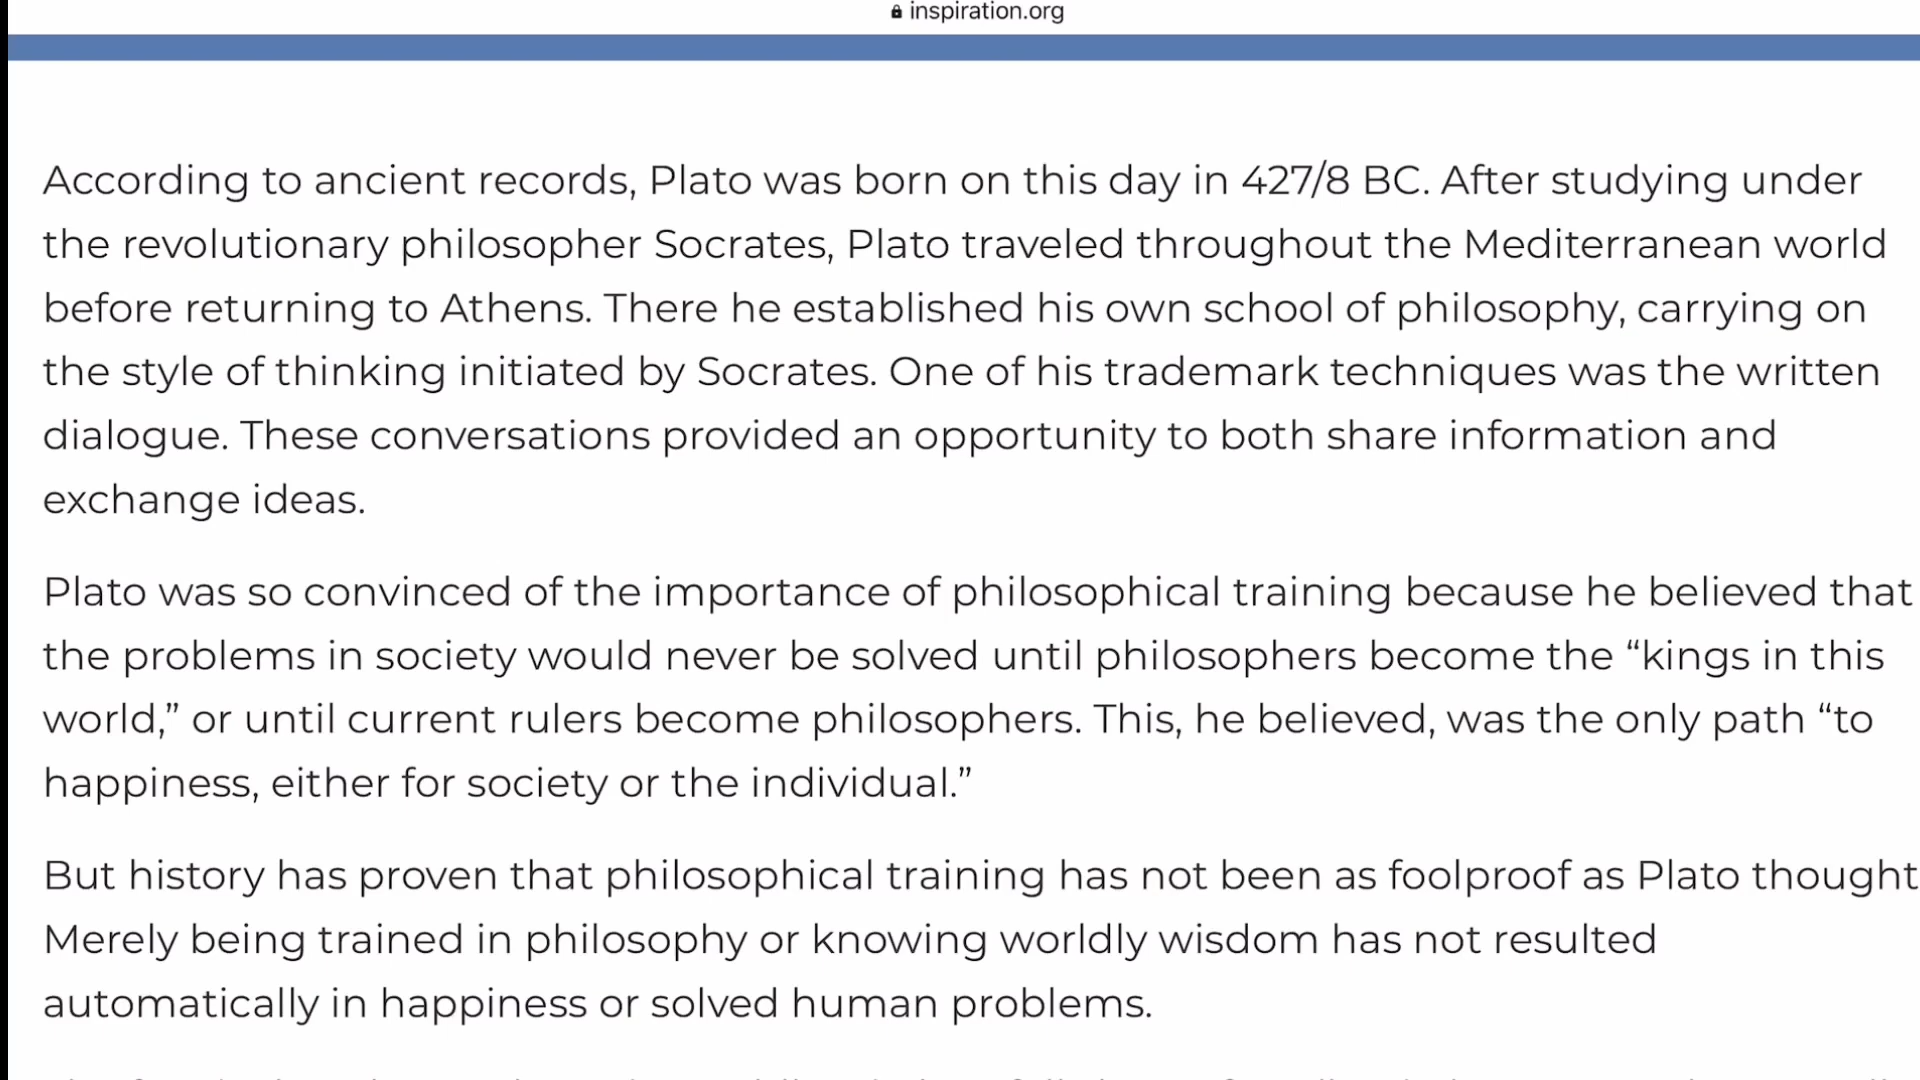 inspiration.org
According to ancient records, Plato was born on this day in 427/8 BC. After studying under
the revolutionary philosopher Socrates, Plato traveled throughout the Mediterranean world
before returning to Athens. There he established his own school of philosophy, carrying on
the style of thinking initiated by Socrates. One of his trademark techniques was the written
dialogue. These conversations provided an opportunity to both share information and
exchange ideas.
Plato was so convinced of the importance of philosophical training because he believed that
the problems in society would never be solved until philosophers become the “kings in this
world,” or until current rulers become philosophers. This, he believed, was the only path “to
happiness, either for society or the individual.”
But history has proven that philosophical training has not been as foolproof as Plato thought
Merely being trained in philosophy or knowing worldly wisdom has not resulted
automatically in happiness or solved human problems.